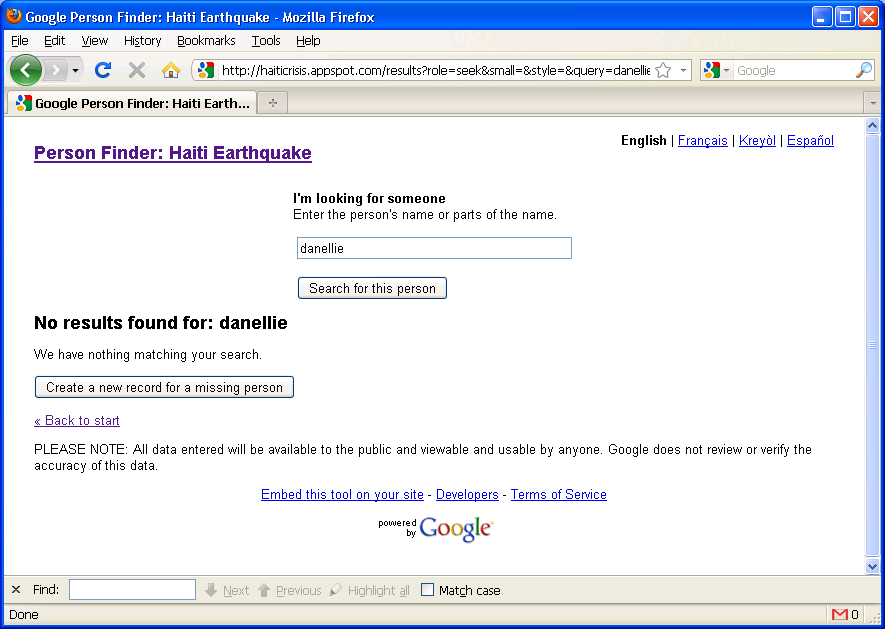 Google Person Finder: Haiti Earthquake - Mozilla Firefox
File Edit View History Bookmarks Tools Help
http://haiticrisis.appspot.com/results?role=seek&small=&style=&query=danellie
Google
Google Person Finder: Haiti Earth...
English | Français | Kreyòl | Español
Person Finder: Haiti Earthquake
I'm looking for someone
Enter the person's name or parts of the name.
danellie
Search for this person
No results found for: danellie
We have nothing matching your search.
Create a new record for a missing person
« Back to start
PLEASE NOTE: All data entered will be available to the public and viewable and usable by anyone. Google does not review or verify the
accuracy of this data.
Embed this tool on your site - Developers - Terms of Service
powered
by Google™
× Find: Next Previous Highlight all Match case
Done 0